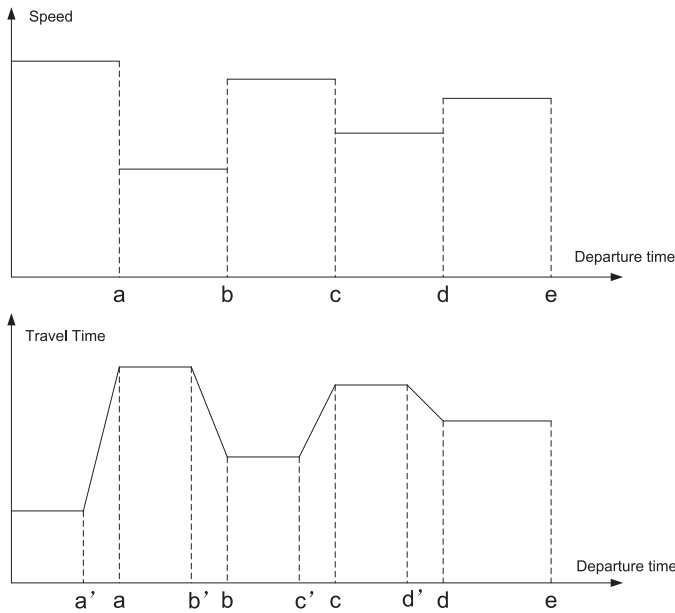 Speed
Departure time
a b c d e
Travel Time
Departure time
a’ a b’ b c’ c d’ d e